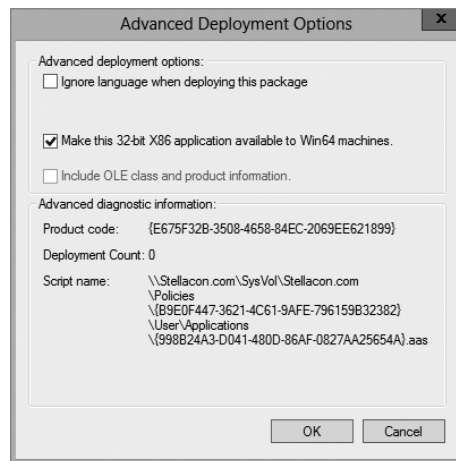 Advanced Deployment Options
x
Advanced deployment options:
Ignore language when deploying this package
Make this 32-bit X86 application available to Win64 machines.
Include OLE class and product information.
Advanced diagnostic information:
Product code: {E675F32B-3508-4658-84EC-2069EE621899}
Deployment Count: 0
Script name: \\Stellacon.com\SysVol\Stellacon.com
\Policies
\{B9E0F447-3621-4C61-9AFE-796159B32382}
\User\Applications
\{998B24A3-D041-480D-86AF-0827AA25654A}.aas
OK Cancel